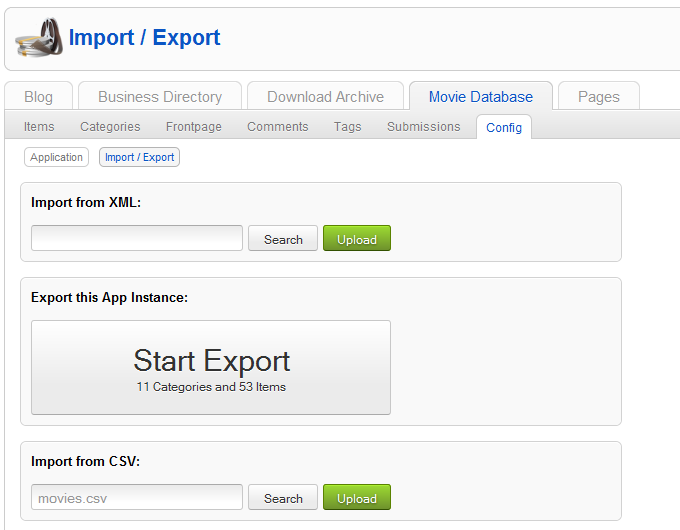 Import / Export
Blog Business Directory Download Archive Movie Database Pages
Items Categories Frontpage Comments Tags Submissions Config
Application Import / Export
Import from XML:
Search Upload
Export this App Instance:
Start Export
11 Categories and 53 Items
Import from CSV:
movies.csv Search Upload